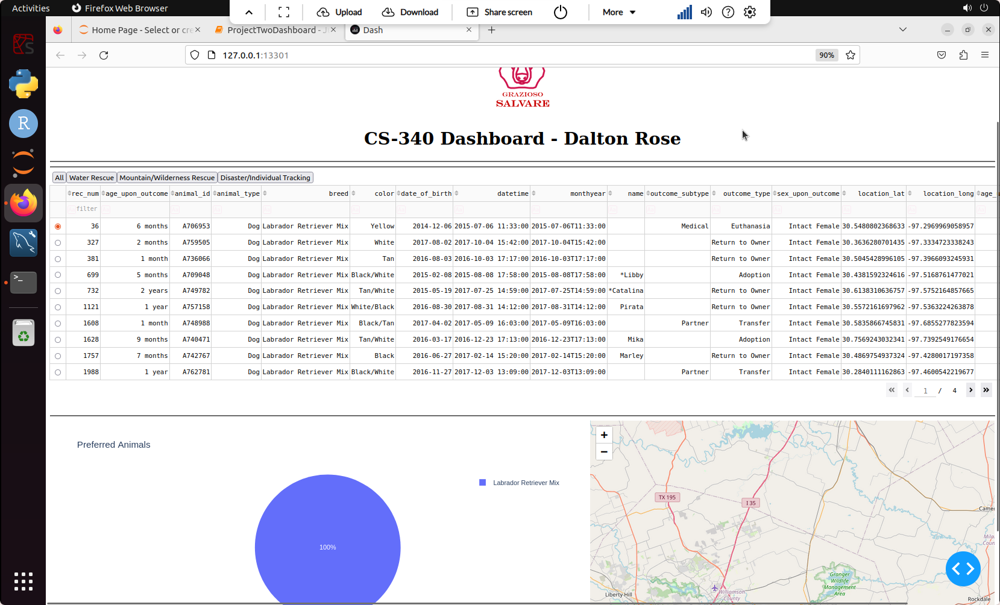 Activities Firefox Web Browser Upload Download Share screen More
Home Page - Select or cre ProjectTwoDashboard - J Dash
127.0.0.1:13301 90%
GRAZIOSO
SALVARE
CS-340 Dashboard - Dalton Rose
All Water Rescue Mountain/Wilderness Rescue Disaster/Individual Tracking
rec_num age_upon_outcome animal_id animal_type breed color date_of_birth datetime monthyear name outcome_subtype outcome_type sex_upon_outcome location_lat location_long age_
Aa filter Aa Aa Aa Aa Aa Aa Aa Aa Aa Aa Aa Aa Aa Aa Aa
36 6 months A706953 Dog Labrador Retriever Mix Yellow 2014-12-06 2015-07-06 11:33:00 2015-07-06T11:33:00 Medical Euthanasia Intact Female 30.5480802368633 -97.2969969058957
327 2 months A759505 Dog Labrador Retriever Mix White 2017-08-02 2017-10-04 15:42:00 2017-10-04T15:42:00 Return to Owner Intact Female 30.3636280701435 -97.3334723338243
381 1 month A736066 Dog Labrador Retriever Mix Tan 2016-08-03 2016-10-03 17:17:00 2016-10-03T17:17:00 Return to Owner Intact Female 30.5045428996105 -97.3966093245931
699 5 months A709048 Dog Labrador Retriever Mix Black/White 2015-02-08 2015-08-08 17:58:00 2015-08-08T17:58:00 *Libby Adoption Intact Female 30.4381592324616 -97.5168761477021
732 2 years A749782 Dog Labrador Retriever Mix Tan/White 2015-05-19 2017-07-25 14:59:00 2017-07-25T14:59:00 *Catalina Return to Owner Intact Female 30.6138310636757 -97.5752164857665
1121 1 year A757158 Dog Labrador Retriever Mix White/Black 2016-08-30 2017-08-31 14:12:00 2017-08-31T14:12:00 Pirata Return to Owner Intact Female 30.5572161697962 -97.5363224263878
1608 1 month A748988 Dog Labrador Retriever Mix Black/Tan 2017-04-02 2017-05-09 16:03:00 2017-05-09T16:03:00 Partner Transfer Intact Female 30.5835866745831 -97.6855277823594
1628 9 months A740471 Dog Labrador Retriever Mix Tan/White 2016-03-17 2016-12-23 17:13:00 2016-12-23T17:13:00 Mika Adoption Intact Female 30.7569243032341 -97.7392549176654
1757 7 months A742767 Dog Labrador Retriever Mix Black 2016-06-27 2017-02-14 15:20:00 2017-02-14T15:20:00 Marley Return to Owner Intact Female 30.4869754937324 -97.4280017197358
1988 1 year A762781 Dog Labrador Retriever Mix Black/White 2016-11-27 2017-12-03 13:09:00 2017-12-03T13:09:00 Partner Transfer Intact Female 30.2840111162863 -97.4600542219677
1 / 4
Preferred Animals
Labrador Retriever Mix
100%
+
−
TX 195
I 35
Camer
Mila
Coun
Granger
Wildlife
Management
Area
Liberty Hill
Williamson
County
Rockdale